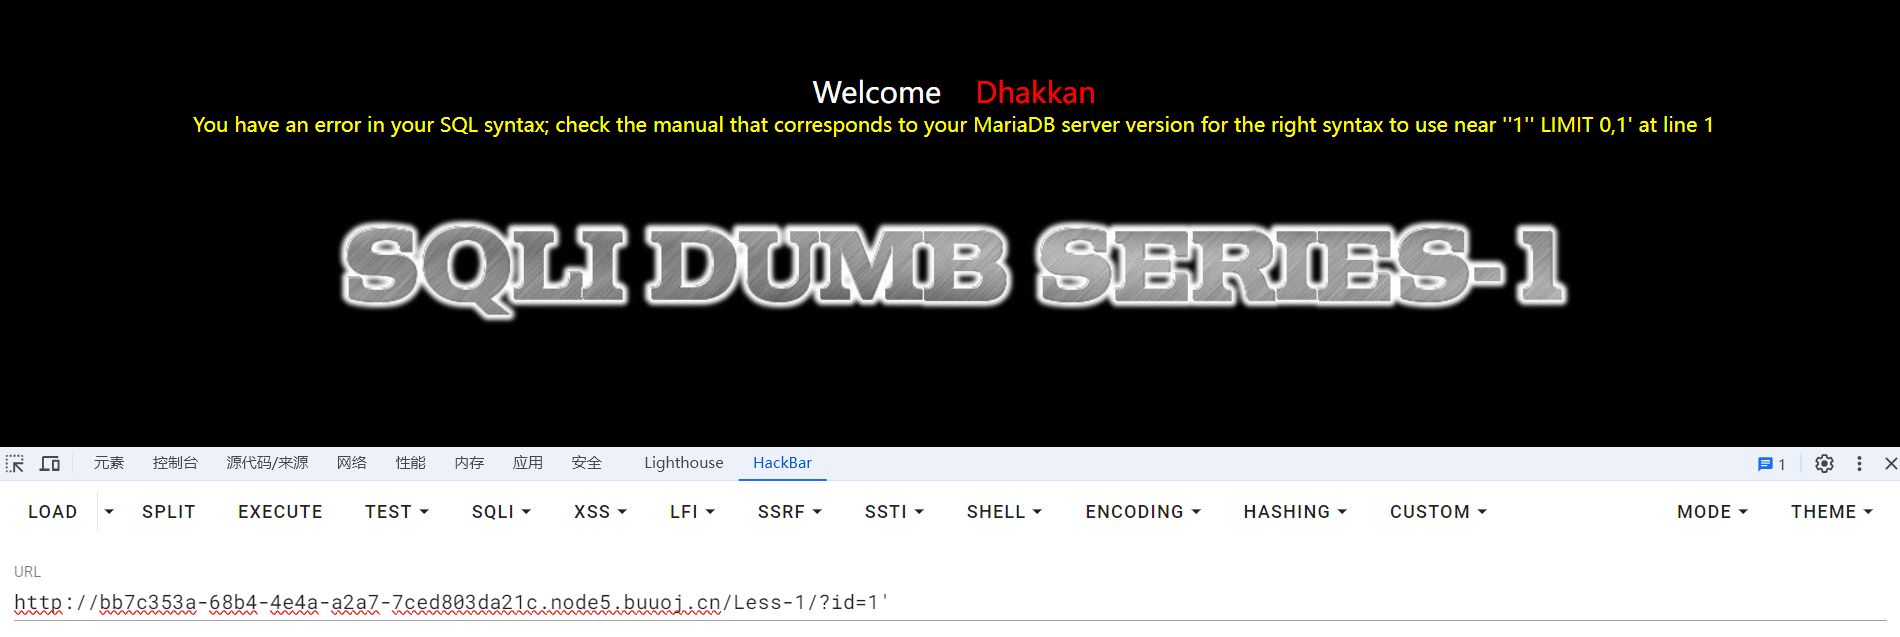 Welcome Dhakkan
You have an error in your SQL syntax; check the manual that corresponds to your MariaDB server version for the right syntax to use near ''1'' LIMIT 0,1' at line 1
SQLI DUMB SERIES-1
元素 控制台 源代码/来源 网络 性能 内存 应用 安全 Lighthouse HackBar 1
LOAD SPLIT EXECUTE TEST SQLI XSS LFI SSRF SSTI SHELL ENCODING HASHING CUSTOM MODE THEME
URL
http://bb7c353a-68b4-4e4a-a2a7-7ced803da21c.node5.buuoj.cn/Less-1/?id=1'